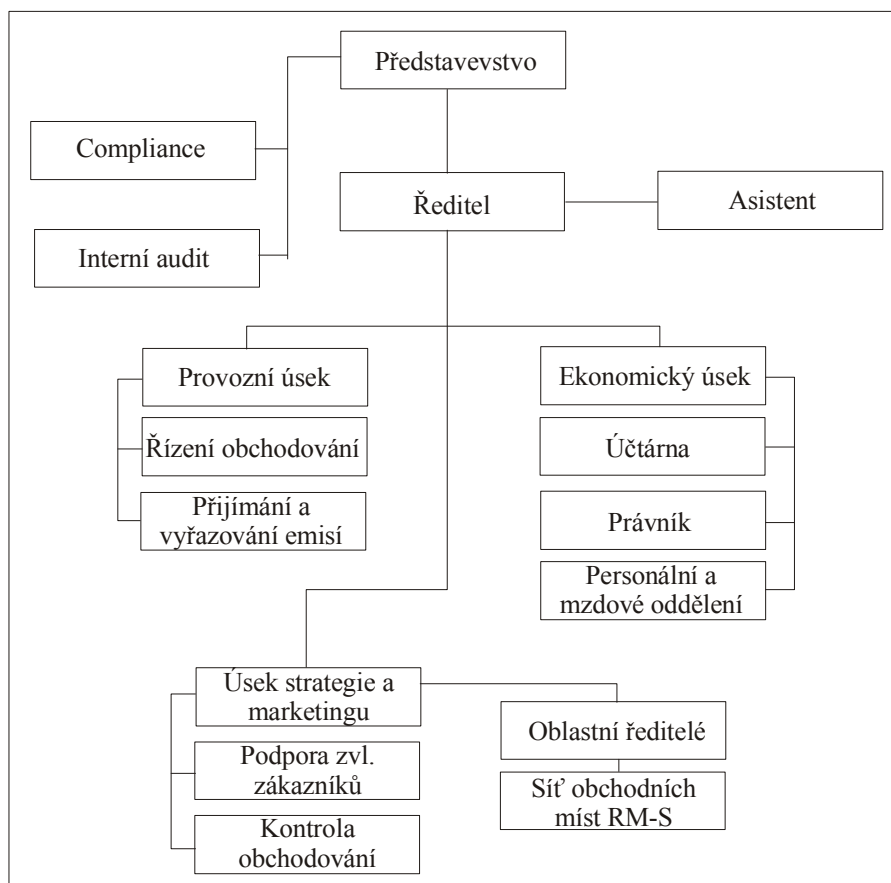 Představevstvo
Compliance
Ředitel
Asistent
Interní audit
Provozní úsek
Ekonomický úsek
Řízení obchodování
Účtárna
Přijímání a
vyřazování emisí
Právník
Personální a
mzdové oddělení
Úsek strategie a
marketingu
Oblastní ředitelé
Podpora zvl.
zákazníků
Síť obchodních
míst RM-S
Kontrola
obchodování